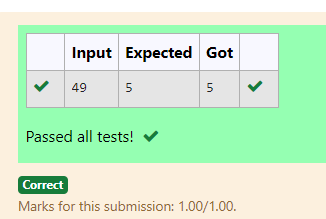 Input Expected Got
49 5 5
Passed all tests!
Correct
Marks for this submission: 1.00/1.00.